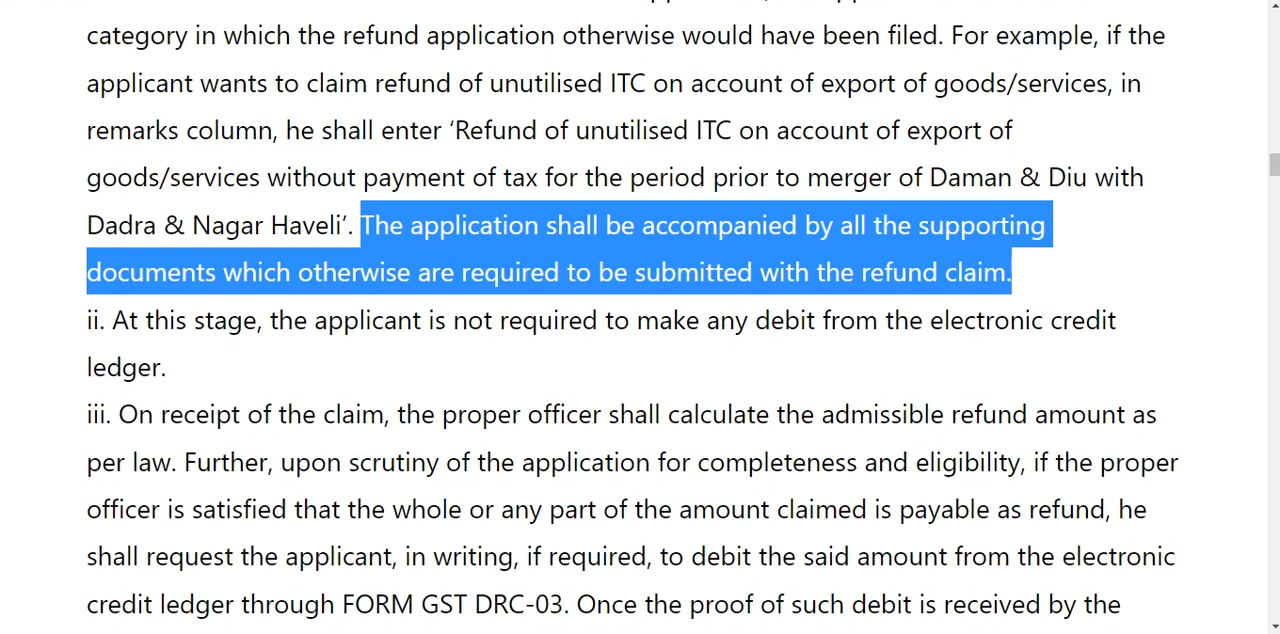 category in which the refund application otherwise would have been filed. For example, if the
applicant wants to claim refund of unutilised ITC on account of export of goods/services, in
remarks column, he shall enter ‘Refund of unutilised ITC on account of export of
goods/services without payment of tax for the period prior to merger of Daman & Diu with
Dadra & Nagar Haveli’. The application shall be accompanied by all the supporting
documents which otherwise are required to be submitted with the refund claim.
ii. At this stage, the applicant is not required to make any debit from the electronic credit
ledger.
iii. On receipt of the claim, the proper officer shall calculate the admissible refund amount as
per law. Further, upon scrutiny of the application for completeness and eligibility, if the proper
officer is satisfied that the whole or any part of the amount claimed is payable as refund, he
shall request the applicant, in writing, if required, to debit the said amount from the electronic
credit ledger through FORM GST DRC-03. Once the proof of such debit is received by the